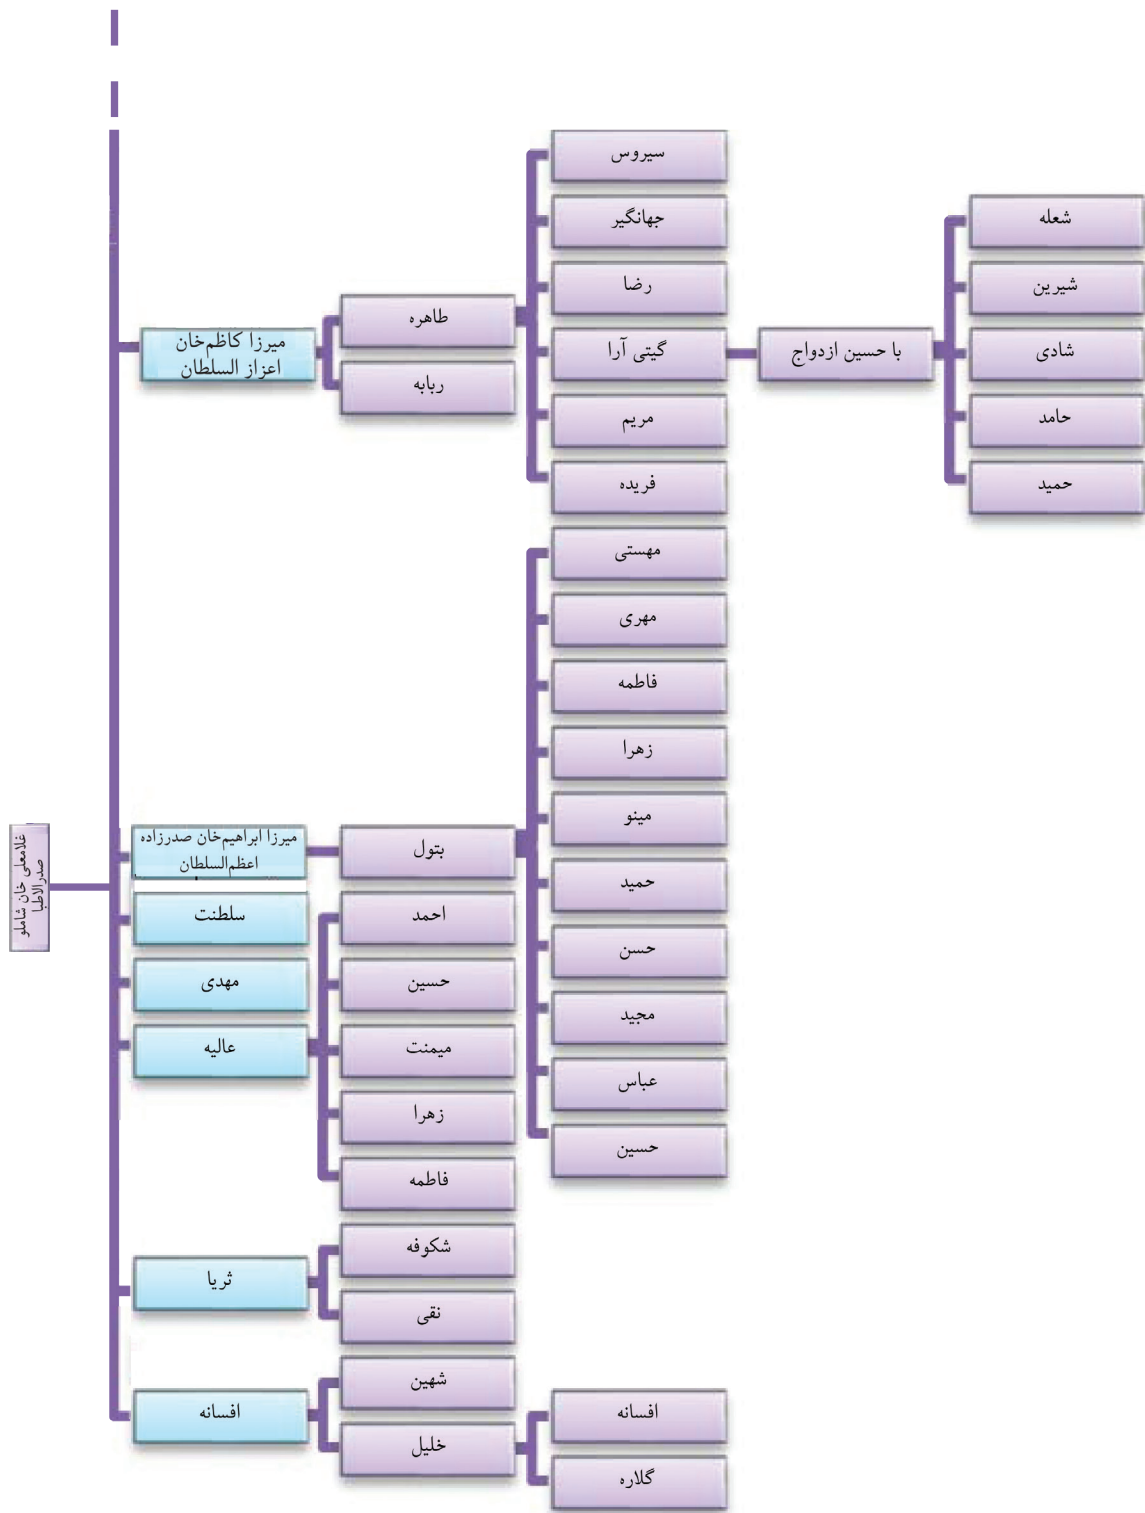 غلامعلی خان شاملو
صدرالاطبا
میرزا کاظم‌خان
اعزاز السلطان
طاهره
ربابه
سیروس
جهانگیر
رضا
گیتی آرا
مریم
فریده
با حسین ازدواج
شعله
شیرین
شادی
حامد
حمید
میرزا ابراهیم‌خان صدرزاده
اعظم‌السلطان
بتول
مهستی
مهری
فاطمه
زهرا
مینو
حمید
حسن
مجید
عباس
حسین
سلطنت
مهدی
عالیه
احمد
حسین
میمنت
زهرا
فاطمه
ثریا
شکوفه
نقی
افسانه
شهین
خلیل
افسانه
گلاره